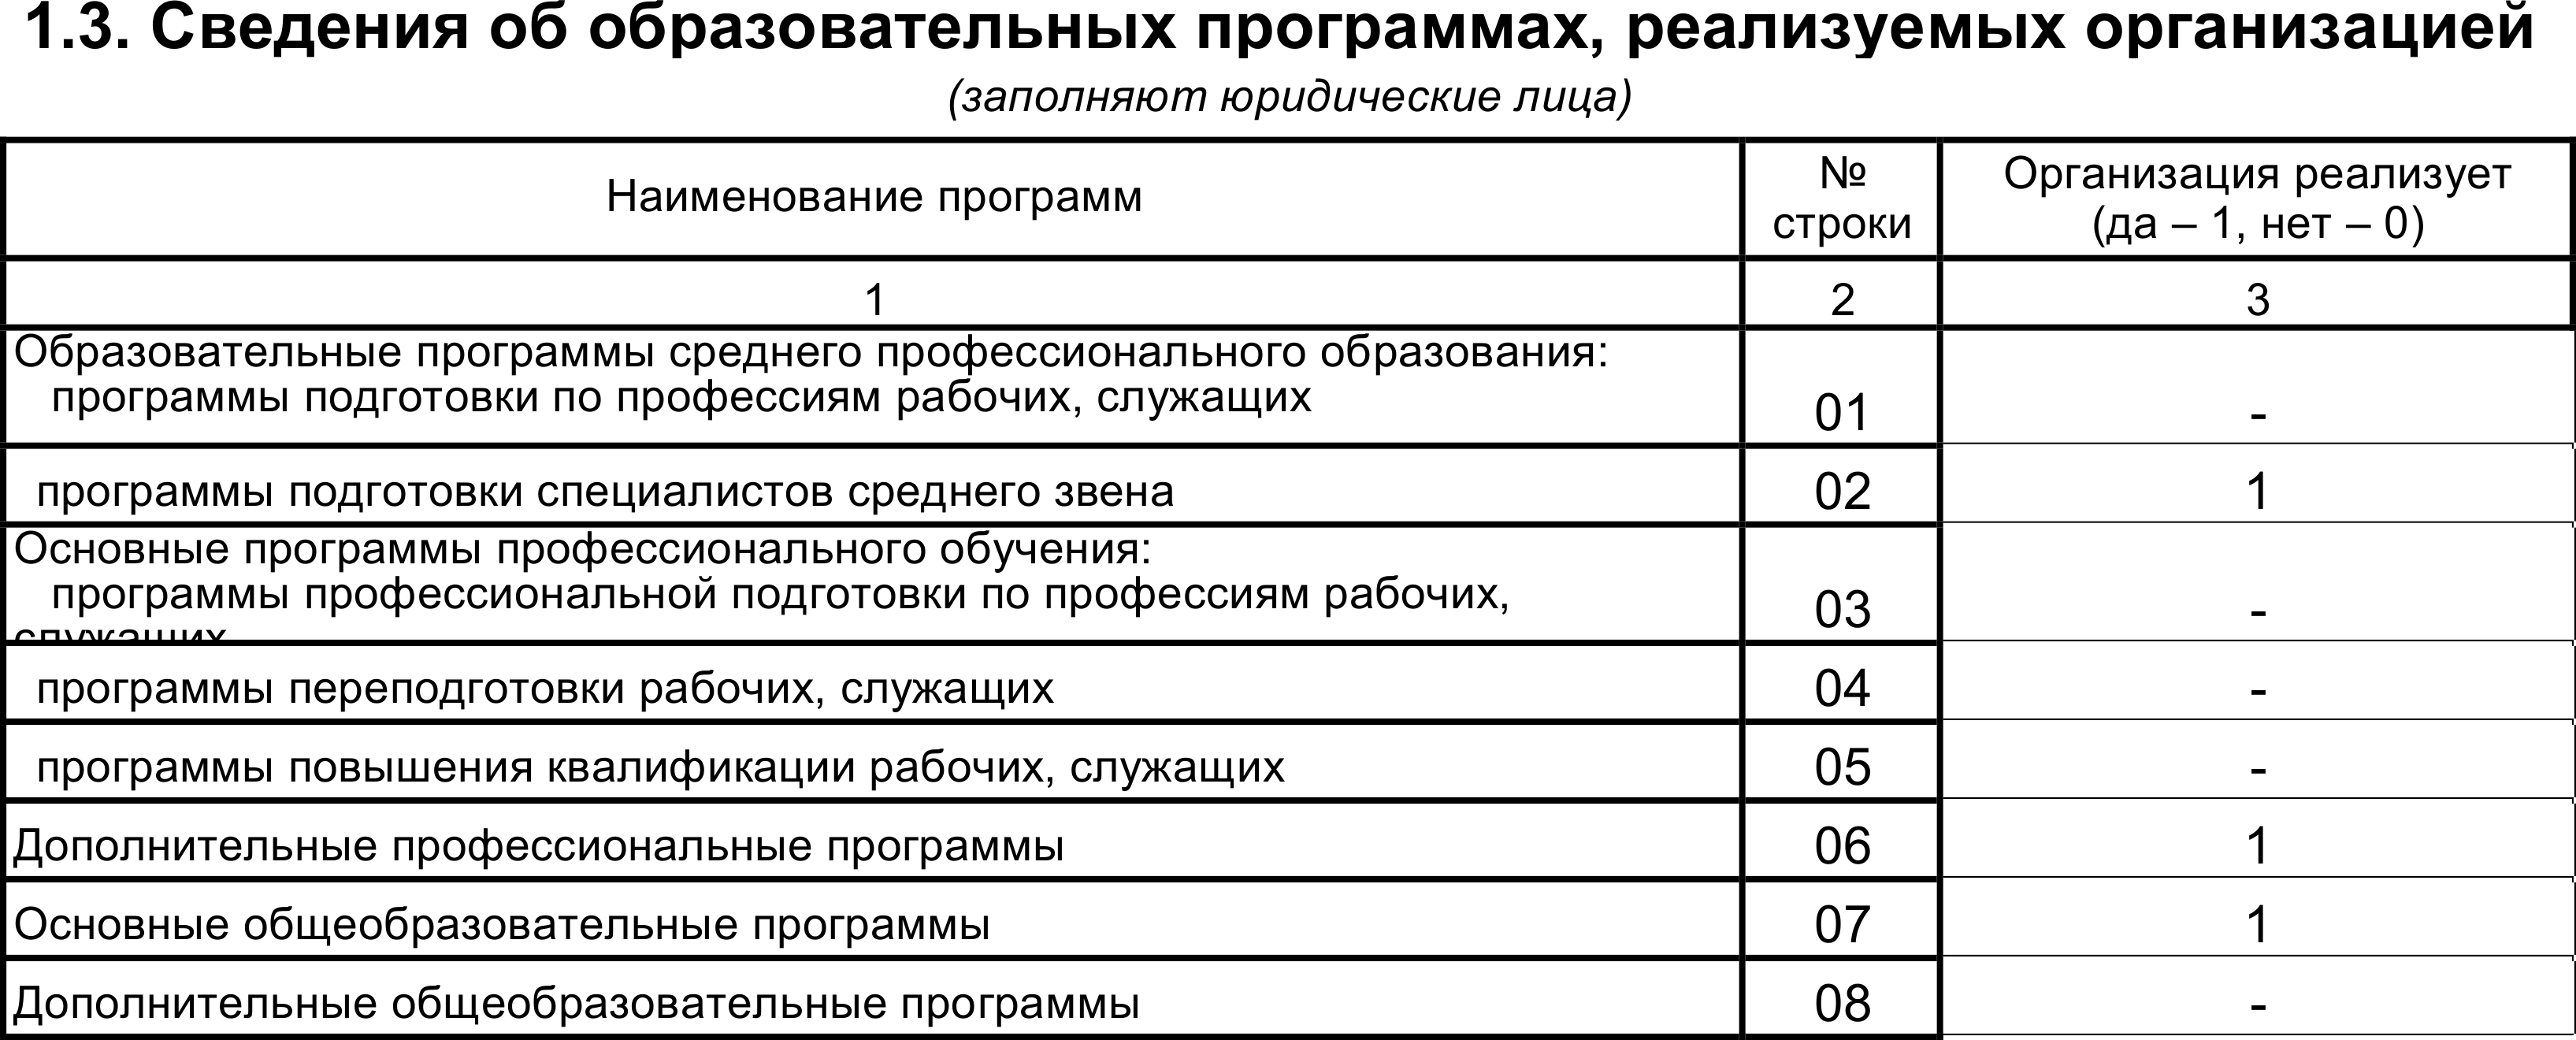 1.3. Сведения об образовательных программах, реализуемых организацией
(заполняют юридические лица)
Наименование программ
№
строки
Организация реализует
(да – 1, нет – 0)
1
2
3
Образовательные программы среднего профессионального образования:
программы подготовки по профессиям рабочих, служащих
01
-
программы подготовки специалистов среднего звена
02
1
Основные программы профессионального обучения:
программы профессиональной подготовки по профессиям рабочих,
служащих
03
-
программы переподготовки рабочих, служащих
04
-
программы повышения квалификации рабочих, служащих
05
-
Дополнительные профессиональные программы
06
1
Основные общеобразовательные программы
07
1
Дополнительные общеобразовательные программы
08
-